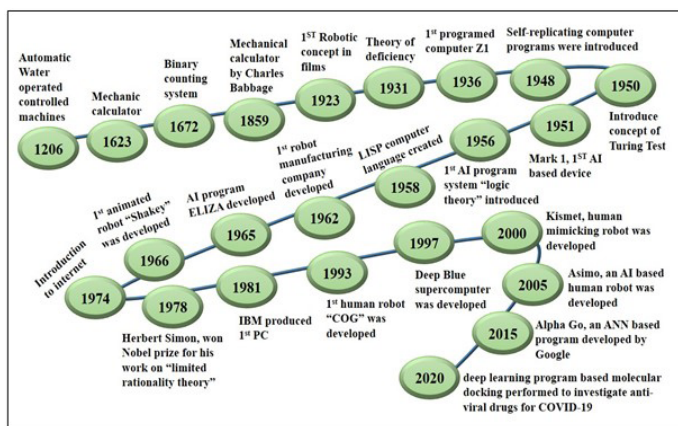 Automatic
Water
operated
controlled
machines
1206
Mechanic
calculator
1623
Binary
counting
system
1672
Mechanical
calculator
by Charles
Babbage
1859
1ST Robotic
concept in
films
1923
Theory of
deficiency
1931
1st programed
computer Z1
1936
Self-replicating computer
programs were introduced
1948
1950
Introduce
concept of
Turing Test
1951
Mark 1, 1ST AI
based device
1956
1st AI program
system “logic
theory” introduced
LISP computer
language created
1958
1st robot
manufacturing
company
developed
1962
AI program
ELIZA developed
1965
1st animated
robot “Shakey”
was developed
1966
Introduction
to internet
1974
1978
Herbert Simon, won
Nobel prize for his
work on “limited
rationality theory”
1981
IBM produced
1st PC
1993
1st human robot
“COG” was
developed
1997
Deep Blue
supercomputer
was developed
2000
Kismet, human
mimicking robot was
developed
2005
Asimo, an AI based
human robot was
developed
2015
Alpha Go, an ANN based
program developed by
Google
2020
deep learning program based molecular
docking performed to investigate anti-
viral drugs for COVID-19